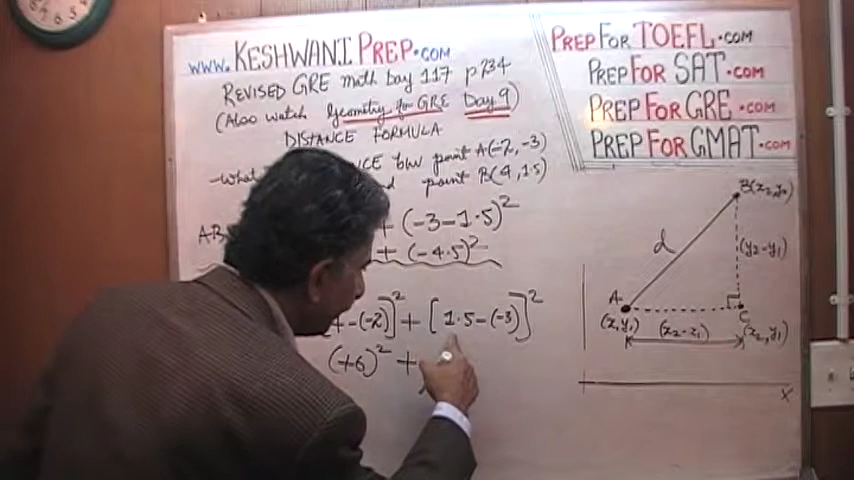 www. KESHWANI PREP.COM
REVISED GRE math Day 117 p234
(Also watch Geometry for GRE Day 9)
DISTANCE FORMULA
-What NCE b/w point A(-2, -3)
point B(4, 1.5)
AB + (-3-1.5)²
+ (-4.5)²
-(-2)]² + [1.5-(-3)]²
(+6)² +
PREP FOR TOEFL.COM
PREP FOR SAT.COM
PREP FOR GRE.COM
PREP FOR GMAT.COM
B(x₂,y₂)
d
(y₂-y₁)
A
C
(x₁,y₁)
(x₂-x₁)
(x₂,y₁)
X